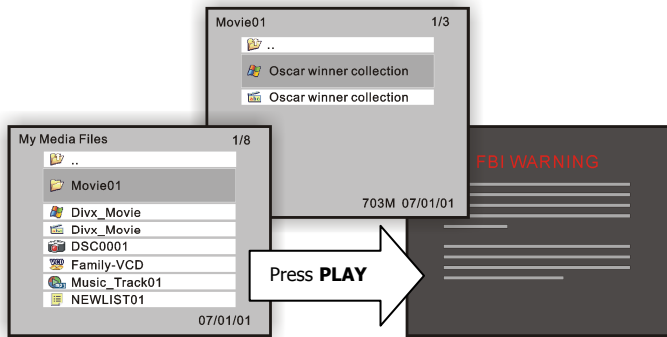 Movie01 1/3
..
Oscar winner collection
Oscar winner collection
703M 07/01/01
My Media Files 1/8
..
Movie01
Divx_Movie
Divx_Movie
DSC0001
Family-VCD
Music_Track01
NEWLIST01
07/01/01
Press PLAY
FBI WARNING